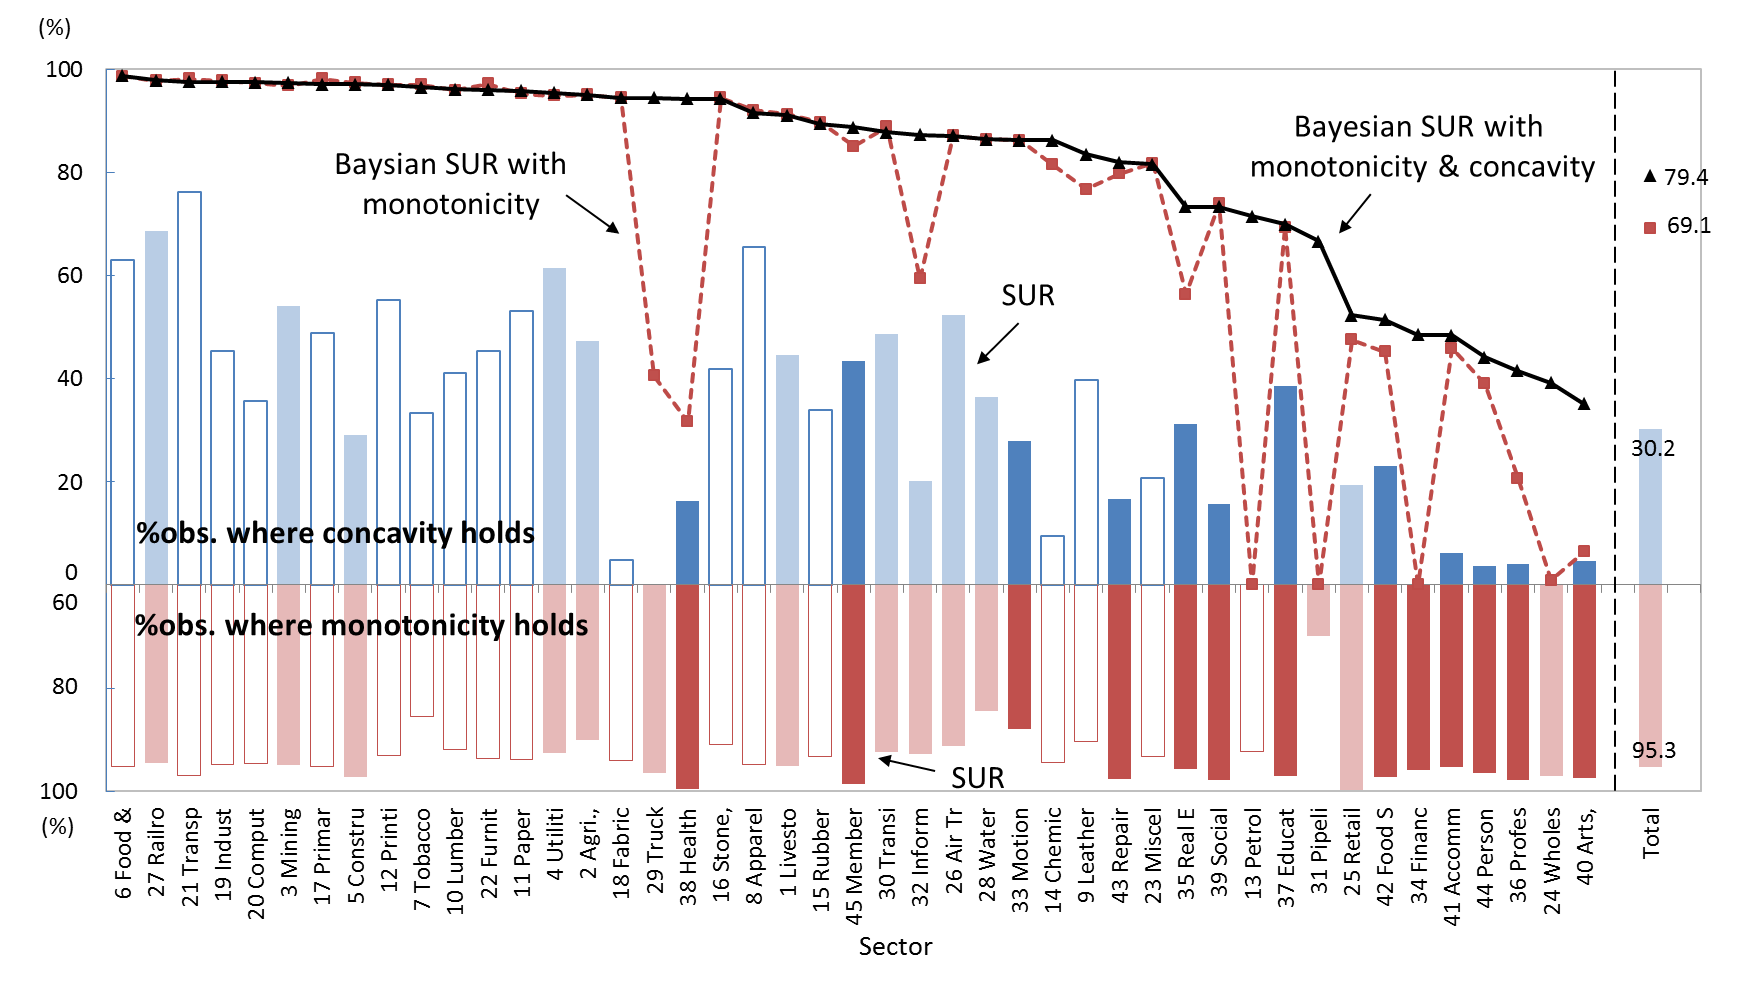 (%)
100
80
60
40
20
0
60
80
100
(%)
Baysian SUR with
monotonicity
Bayesian SUR with
monotonicity & concavity
SUR
79.4
69.1
30.2
%obs. where concavity holds
%obs. where monotonicity holds
SUR
95.3
6 Food &
27 Railro
21 Transp
19 Indust
20 Comput
3 Mining
17 Primar
5 Constru
12 Printi
7 Tobacco
10 Lumber
22 Furnit
11 Paper
4 Utiliti
2 Agri.,
18 Fabric
29 Truck
38 Health
16 Stone,
8 Apparel
1 Livesto
15 Rubber
45 Member
30 Transi
32 Inform
26 Air Tr
28 Water
33 Motion
14 Chemic
9 Leather
43 Repair
23 Miscel
35 Real E
39 Social
13 Petrol
37 Educat
31 Pipeli
25 Retail
42 Food S
34 Financ
41 Accomm
44 Person
36 Profes
24 Wholes
40 Arts,
Total
Sector